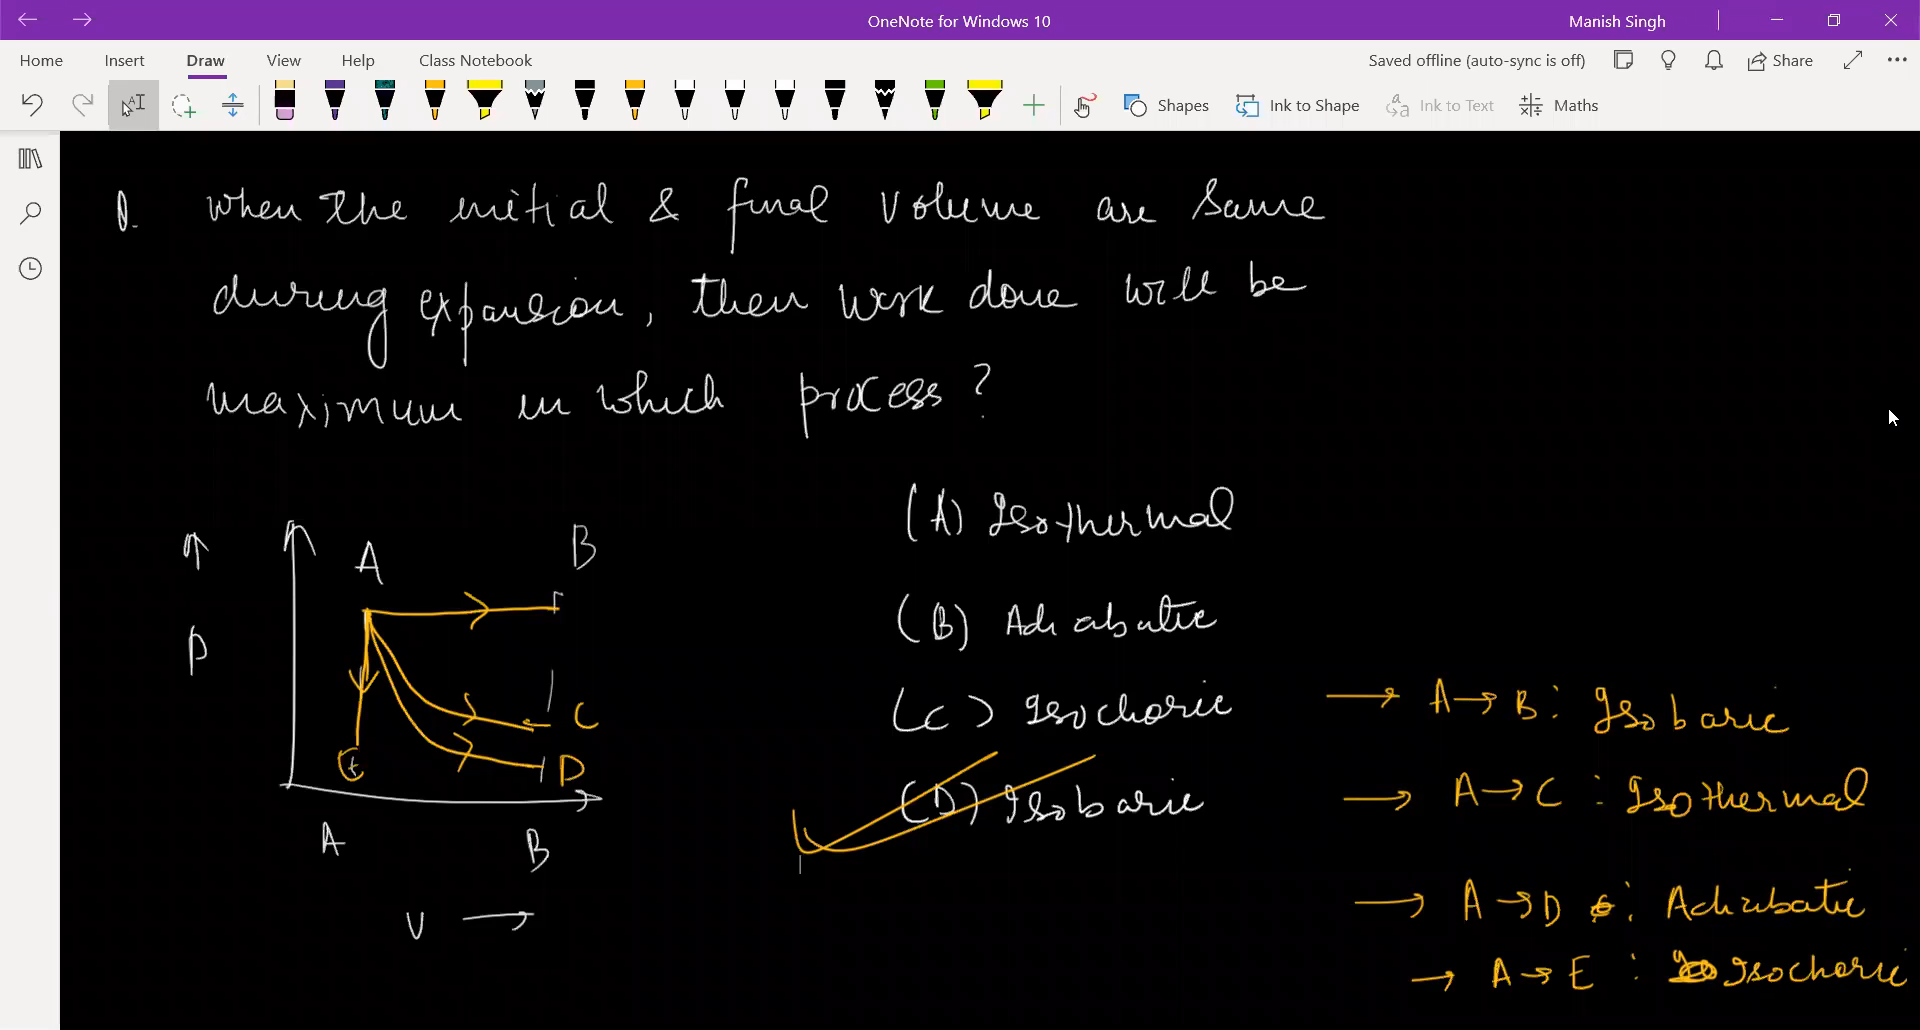 OneNote for Windows 10
Manish Singh
Home Insert Draw View Help Class Notebook
Saved offline (auto-sync is off) Share
Shapes Ink to Shape Ink to Text Maths
Q. when the initial & final volume are same
during expansion, then work done will be
maximum in which process?
(A) Isothermal
(B) Adiabatic
(C) Isochoric
(D) Isobaric
A B
P
C
E D
A B
V →
→ A→B: Isobaric
→ A→C : Isothermal
→ A→D : Adiabatic
→ A→E : Isochoric